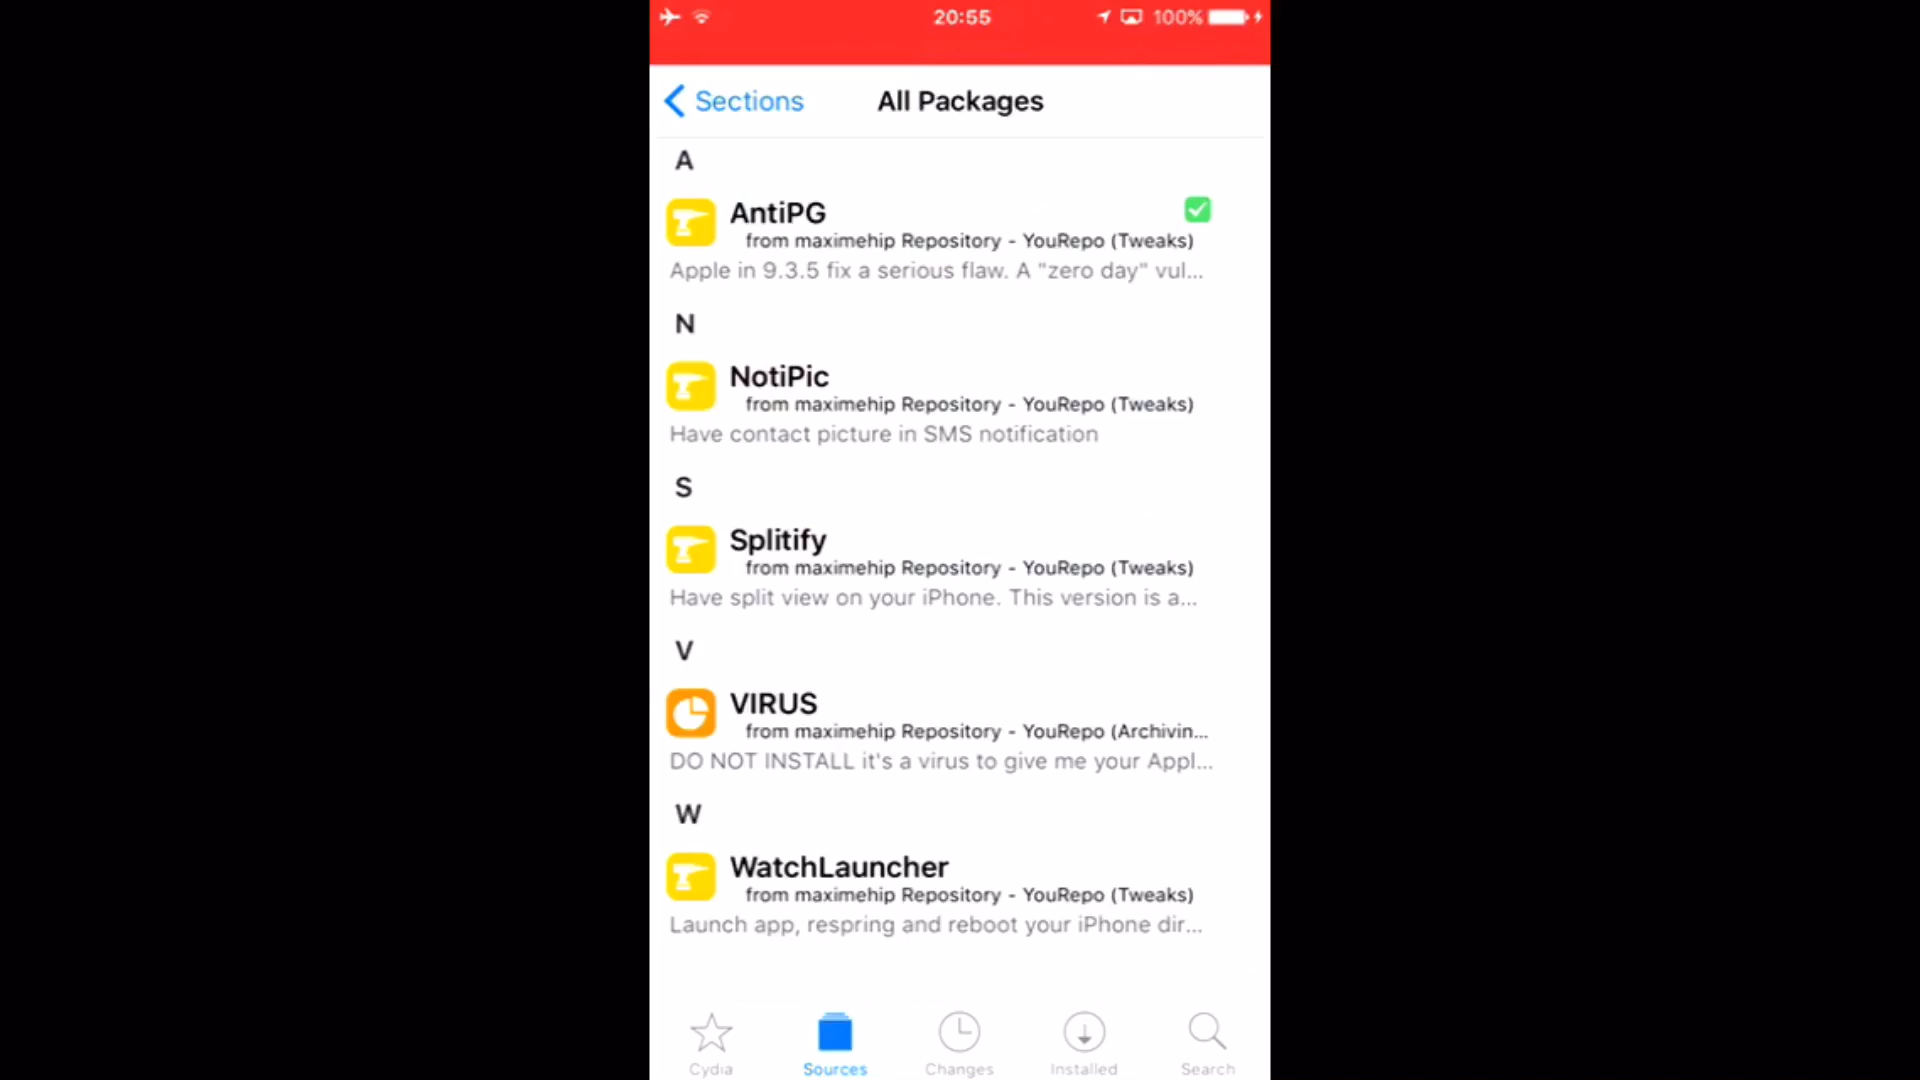 20:55
100%
Sections
All Packages
A
AntiPG
from maximehip Repository - YouRepo (Tweaks)
Apple in 9.3.5 fix a serious flaw. A "zero day" vul...
N
NotiPic
from maximehip Repository - YouRepo (Tweaks)
Have contact picture in SMS notification
S
Splitify
from maximehip Repository - YouRepo (Tweaks)
Have split view on your iPhone. This version is a...
V
VIRUS
from maximehip Repository - YouRepo (Archivin...
DO NOT INSTALL it's a virus to give me your Appl...
W
WatchLauncher
from maximehip Repository - YouRepo (Tweaks)
Launch app, respring and reboot your iPhone dir...
Cydia
Sources
Changes
Installed
Search